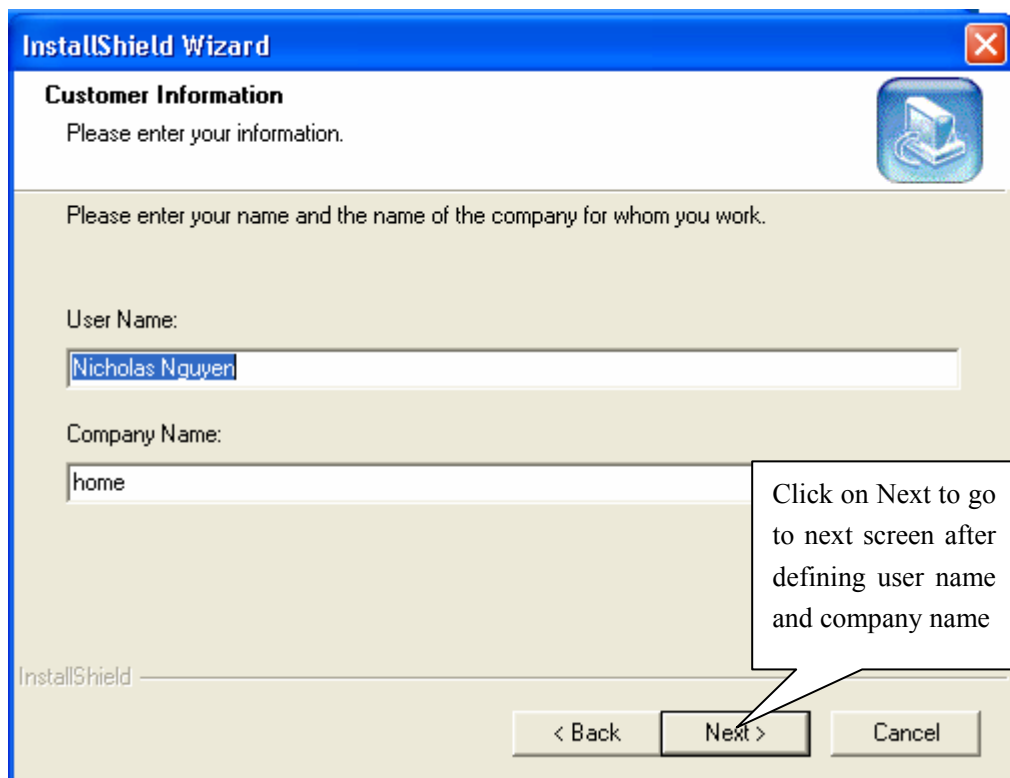 InstallShield Wizard
Customer Information
Please enter your information.
Please enter your name and the name of the company for whom you work.
User Name:
Nicholas Nguyen
Company Name:
home
Click on Next to go
to next screen after
defining user name
and company name
InstallShield
< Back Next > Cancel